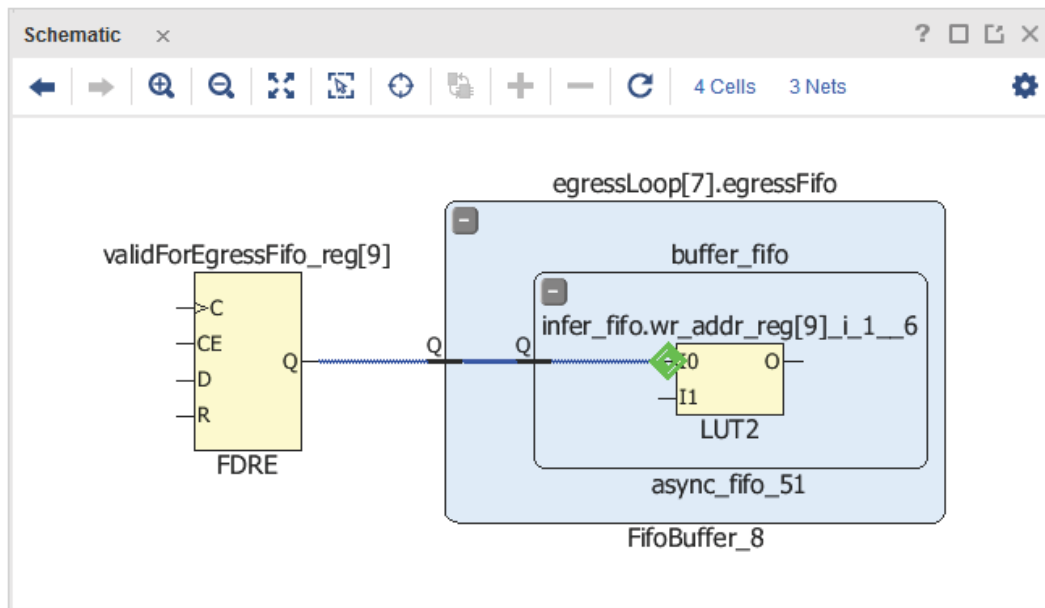 Schematic
4 Cells 3 Nets
egressLoop[7].egressFifo
validForEgressFifo_reg[9]
buffer_fifo
infer_fifo.wr_addr_reg[9]_i_1__6
C
CE
D
R
Q
Q
Q
I0
O
I1
LUT2
FDRE
async_fifo_51
FifoBuffer_8